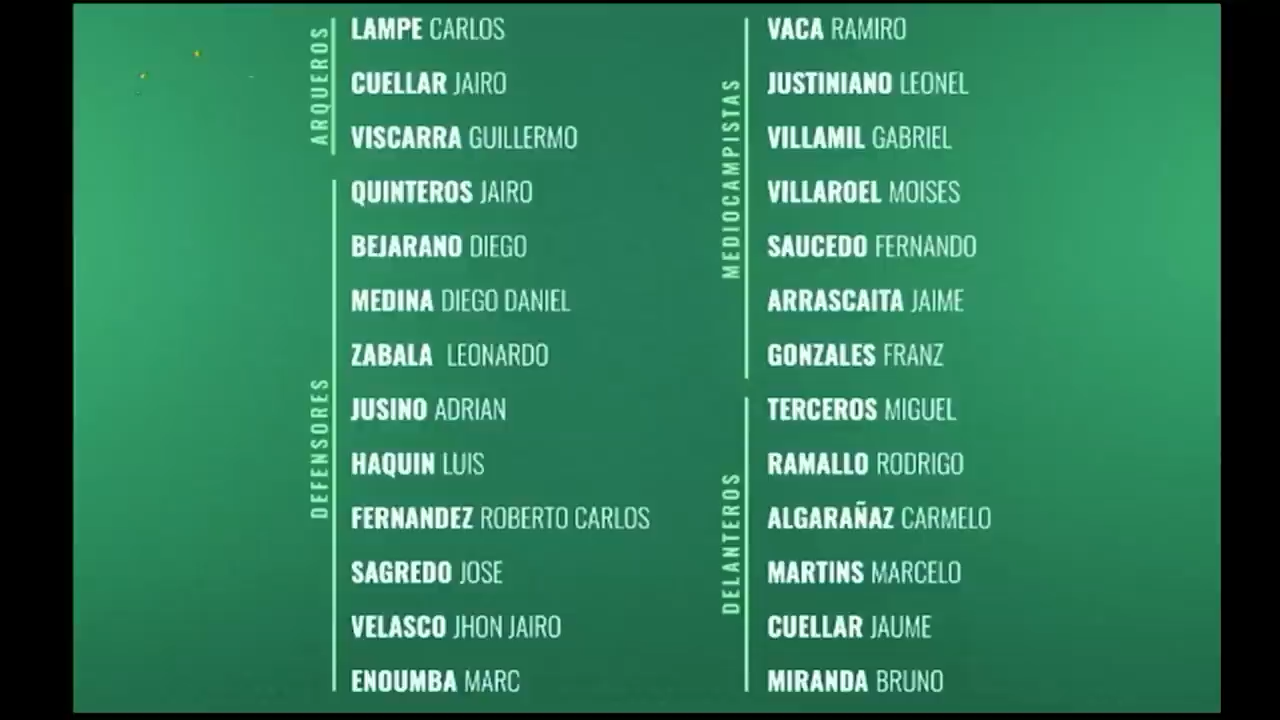 ARQUEROS
LAMPE CARLOS
CUELLAR JAIRO
VISCARRA GUILLERMO
DEFENSORES
QUINTEROS JAIRO
BEJARANO DIEGO
MEDINA DIEGO DANIEL
ZABALA LEONARDO
JUSINO ADRIAN
HAQUIN LUIS
FERNANDEZ ROBERTO CARLOS
SAGREDO JOSE
VELASCO JHON JAIRO
ENOUMBA MARC
MEDIOCAMPISTAS
VACA RAMIRO
JUSTINIANO LEONEL
VILLAMIL GABRIEL
VILLAROEL MOISES
SAUCEDO FERNANDO
ARRASCAITA JAIME
GONZALES FRANZ
DELANTEROS
TERCEROS MIGUEL
RAMALLO RODRIGO
ALGARAÑAZ CARMELO
MARTINS MARCELO
CUELLAR JAUME
MIRANDA BRUNO